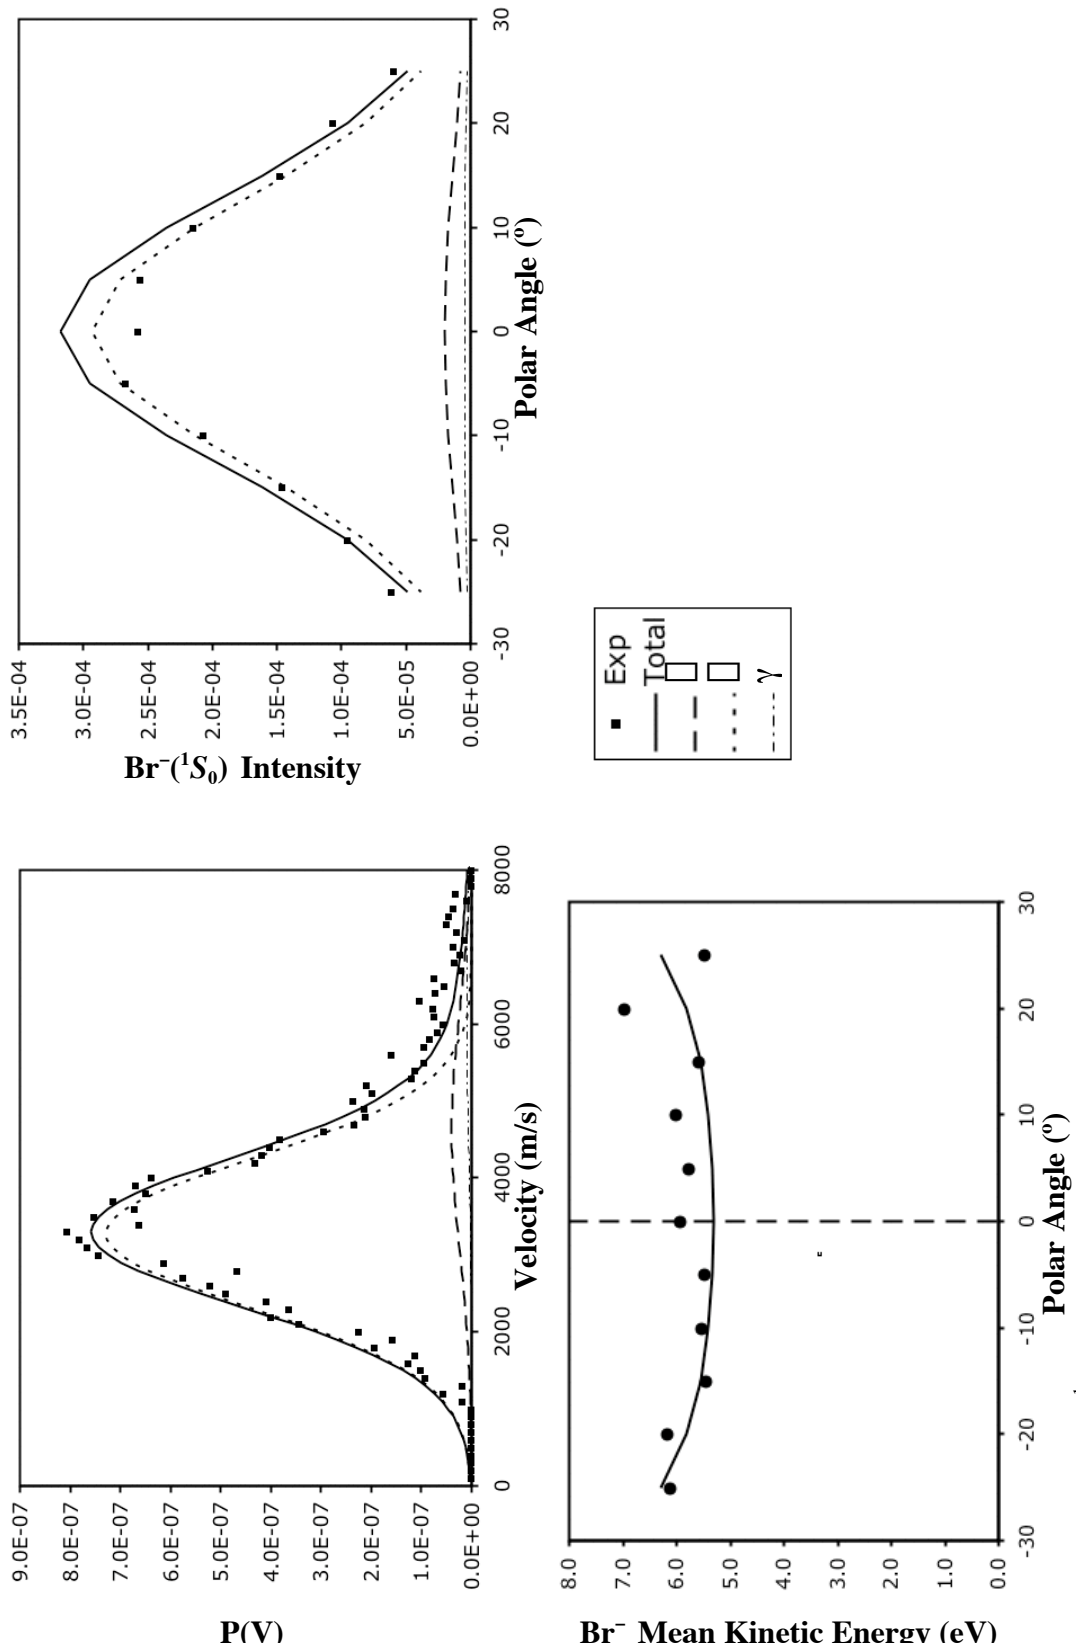 3.5E-04
3.0E-04
2.5E-04
2.0E-04
1.5E-04
1.0E-04
5.0E-05
0.0E+00
-30 -20 -10 0 10 20 30
Polar Angle (º)
Br⁻(¹S₀) Intensity
Exp
Total
γ
9.0E-07
8.0E-07
7.0E-07
6.0E-07
5.0E-07
4.0E-07
3.0E-07
2.0E-07
1.0E-07
0.0E+00
0 2000 4000 6000 8000
Velocity (m/s)
P(V)
8.0
7.0
6.0
5.0
4.0
3.0
2.0
1.0
0.0
-30 -20 -10 0 10 20 30
Polar Angle (º)
Br⁻ Mean Kinetic Energy (eV)